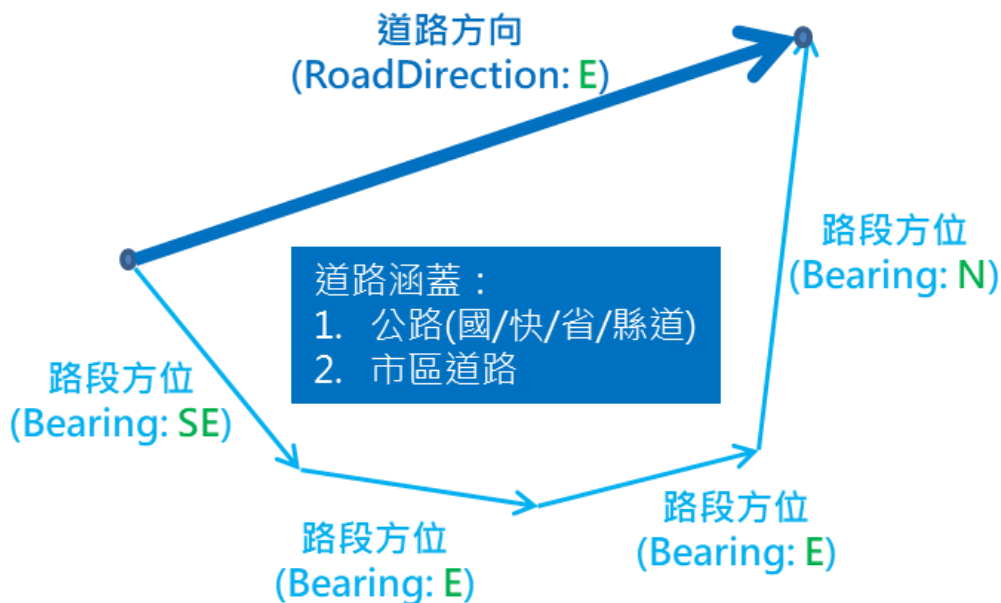 道路方向
(RoadDirection: E)
路段方位
(Bearing: N)
道路涵蓋：
1. 公路(國/快/省/縣道)
2. 市區道路
路段方位
(Bearing: SE)
路段方位
(Bearing: E)
路段方位
(Bearing: E)